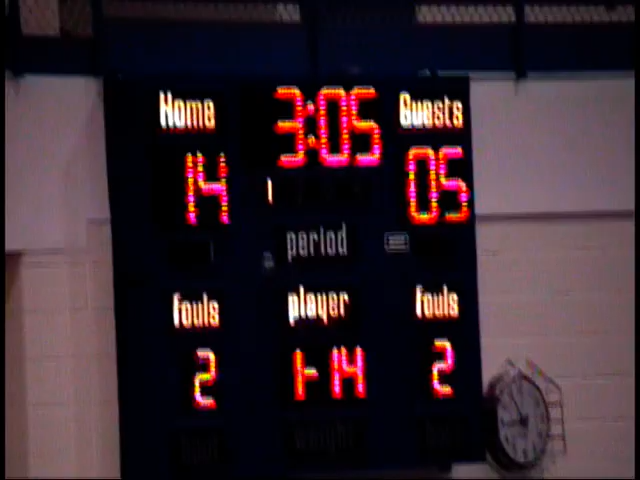 Home 3:05 Guests
14 05
period
fouls player fouls
2 1-14 2